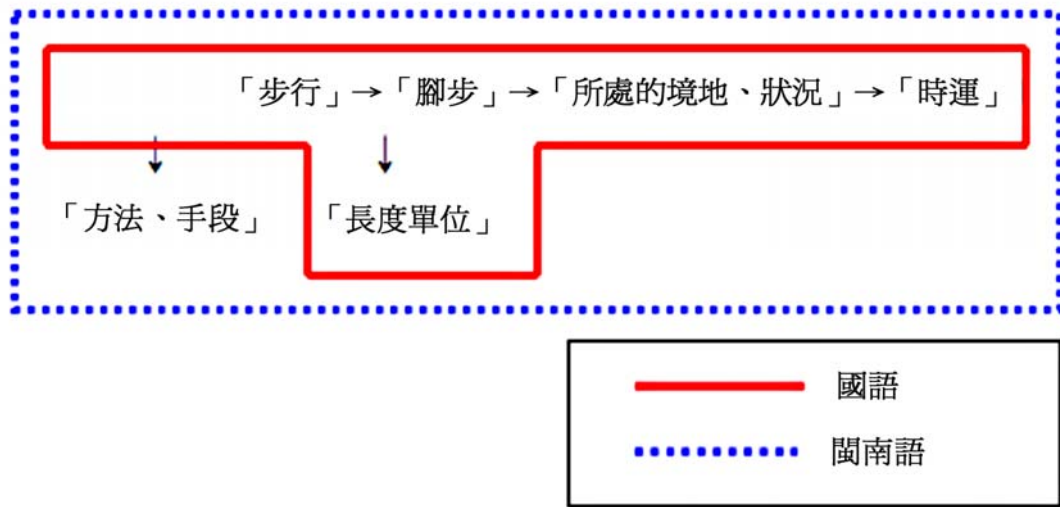 「步行」→「腳步」→「所處的境地、狀況」→「時運」
「方法、手段」
「長度單位」
國語
閩南語